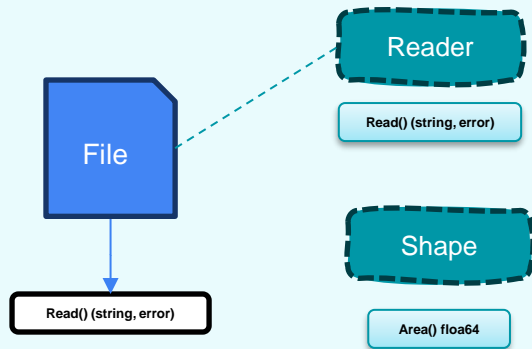 Reader
Read() (string, error)
File
Shape
Read() (string, error)
Area() floa64